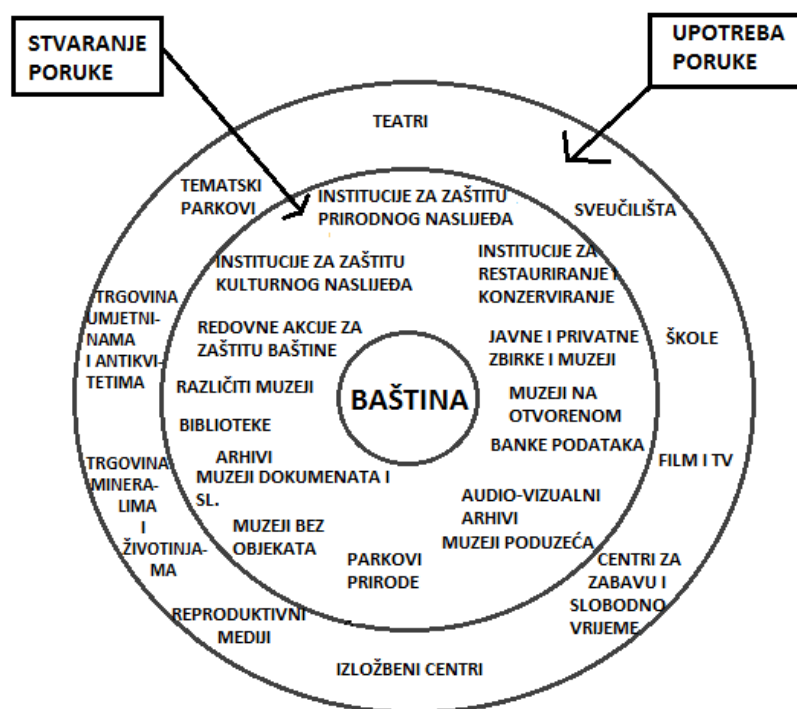 STVARANJE
PORUKE
UPOTREBA
PORUKE
TEATRI
TEMATSKI
PARKOVI
INSTITUCIJE ZA ZAŠTITU
PRIRODNOG NASLIJEĐA
SVEUČILIŠTA
INSTITUCIJE ZA ZAŠTITU
KULTURNOG NASLIJEĐA
INSTITUCIJE ZA
RESTAURIRANJE I
KONZERVIRANJE
TRGOVINA
UMJETNI-
NAMA
I ANTIKVI-
TETIMA
REDOVNE AKCIJE ZA
ZAŠTITU BAŠTINE
JAVNE I PRIVATNE
ZBIRKE I MUZEJI
ŠKOLE
RAZLIČITI MUZEJI
BAŠTINA
MUZEJI NA
OTVORENOM
BIBLIOTEKE
BANKE PODATAKA
ARHIVI
MUZEJI DOKUMENATA I
SL.
FILM I TV
TRGOVINA
MINERA-
LIMA
I
ŽIVOTINJA-
MA
AUDIO-VIZUALNI
ARHIVI
MUZEJI PODUZEĆA
MUZEJI BEZ
OBJEKATA
PARKOVI
PRIRODE
CENTRI ZA
ZABAVU I
SLOBODNO
VRIJEME
REPRODUKTIVNI
MEDIJI
IZLOŽBENI CENTRI